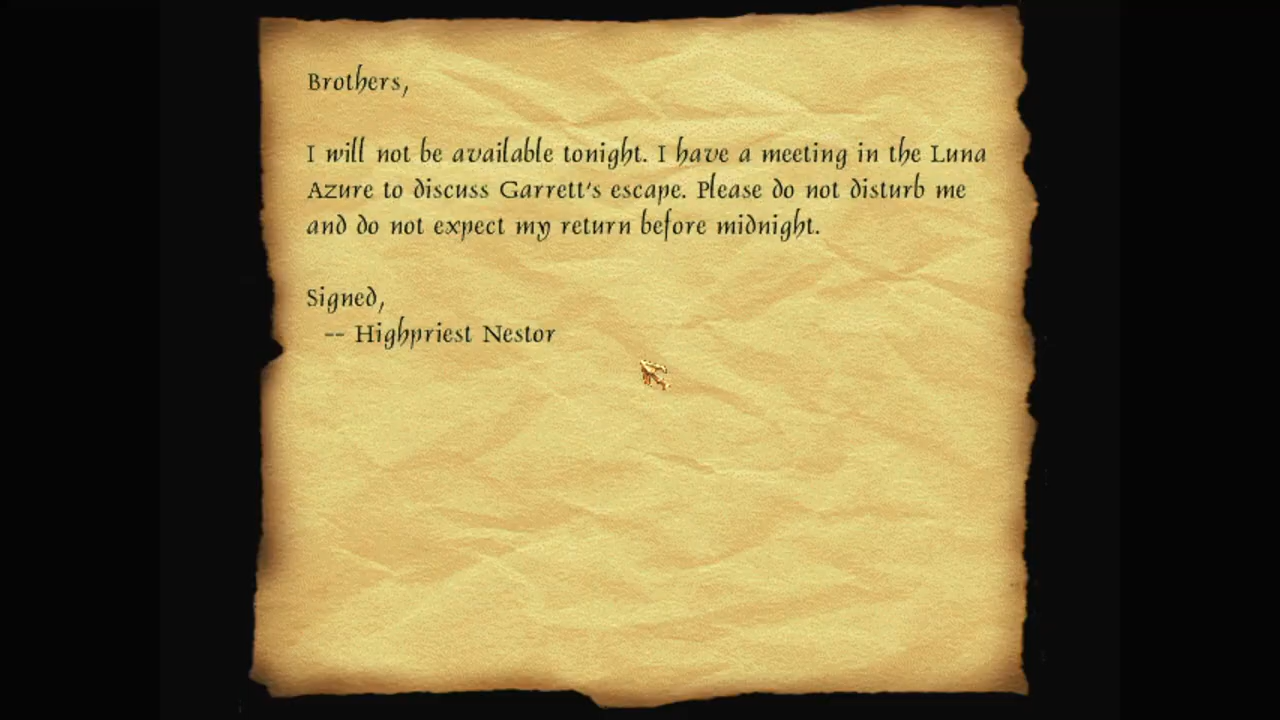 Brothers,
I will not be available tonight. I have a meeting in the Luna
Azure to discuss Garrett's escape. Please do not disturb me
and do not expect my return before midnight.
Signed,
-- Highpriest Nestor